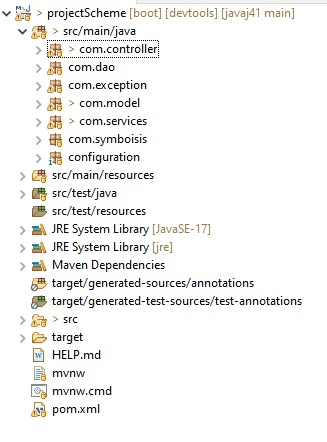 > projectScheme [boot] [devtools] [javaj41 main]
> src/main/java
> com.controller
com.dao
com.exception
> com.model
> com.services
com.symboisis
configuration
src/main/resources
src/test/java
src/test/resources
JRE System Library [JavaSE-17]
JRE System Library [jre]
Maven Dependencies
target/generated-sources/annotations
target/generated-test-sources/test-annotations
> src
target
HELP.md
mvnw
mvnw.cmd
pom.xml